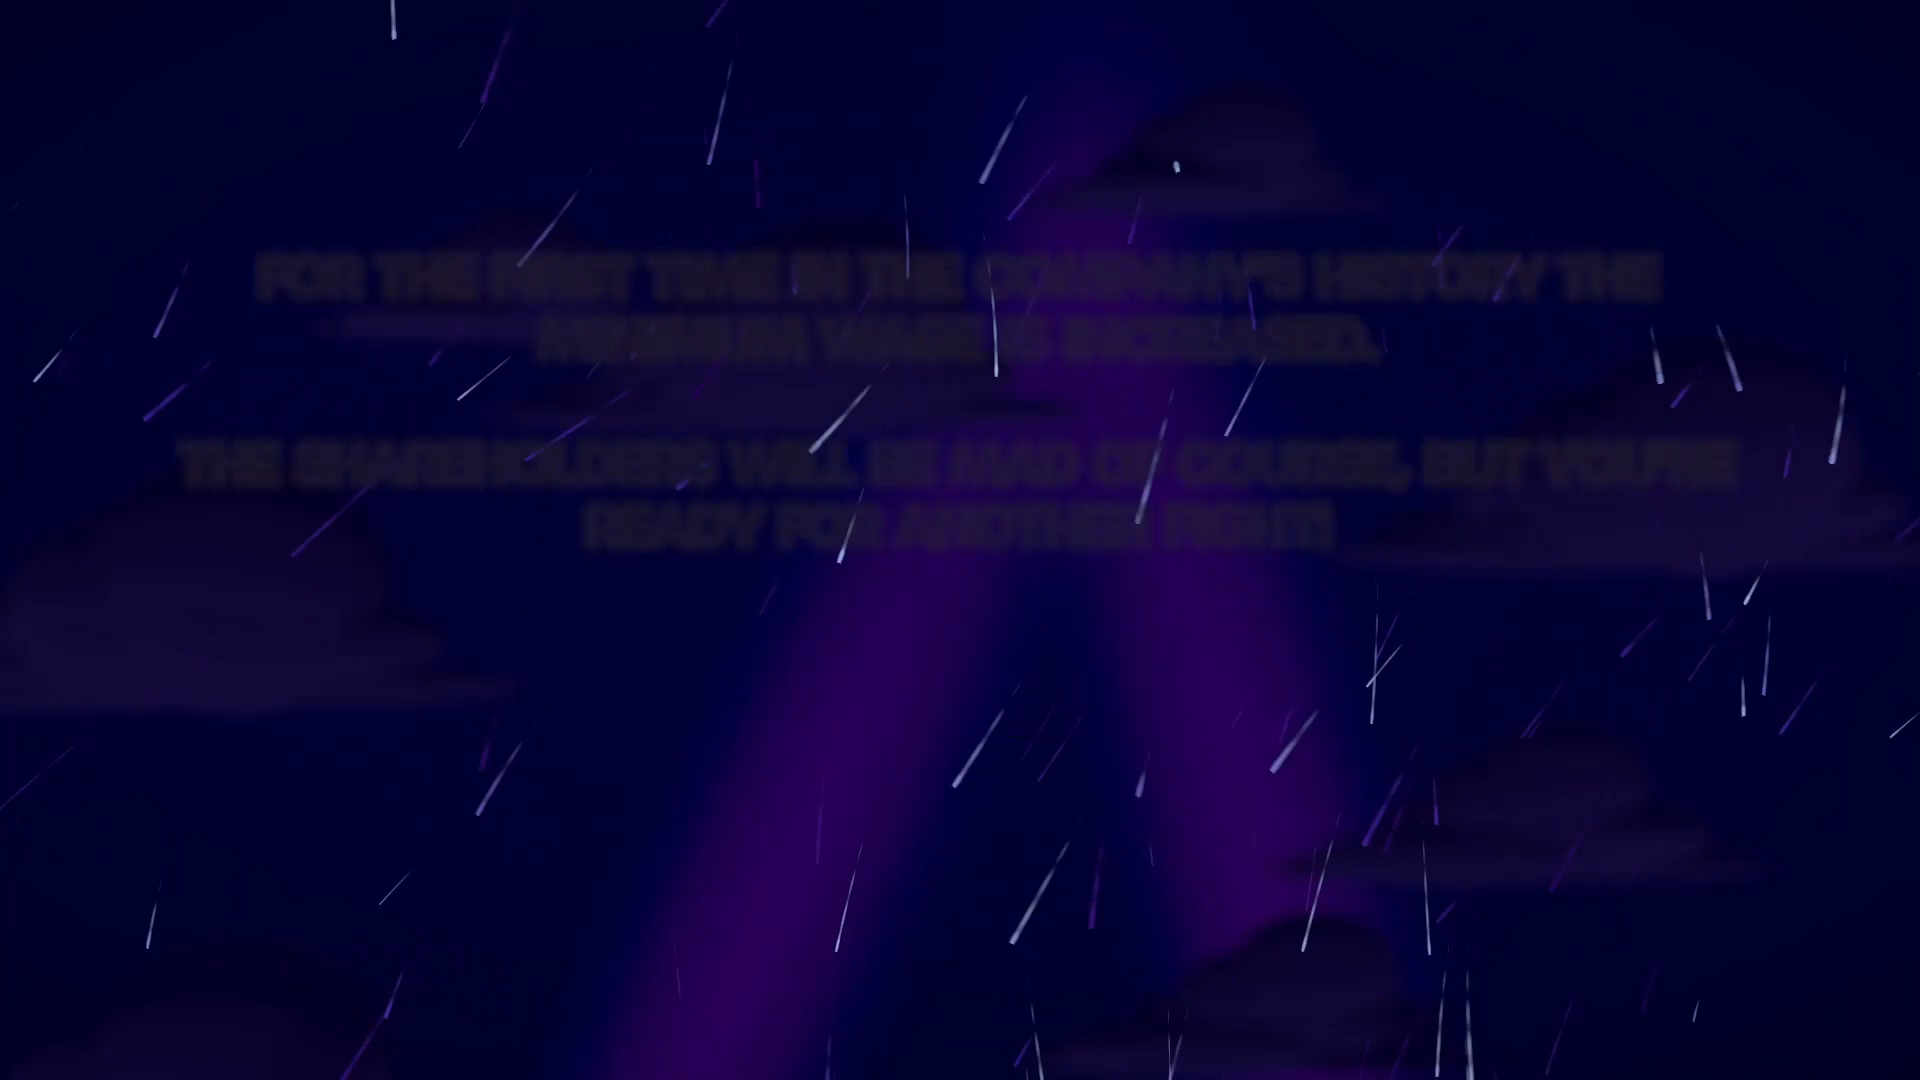 FOR THE FIRST TIME IN THE COMPANY'S HISTORY THE
MINIMUM WAGE IS INCREASED.
THE SHAREHOLDERS WILL BE MAD OF COURSE, BUT YOU'RE
READY FOR ANOTHER FIGHT!